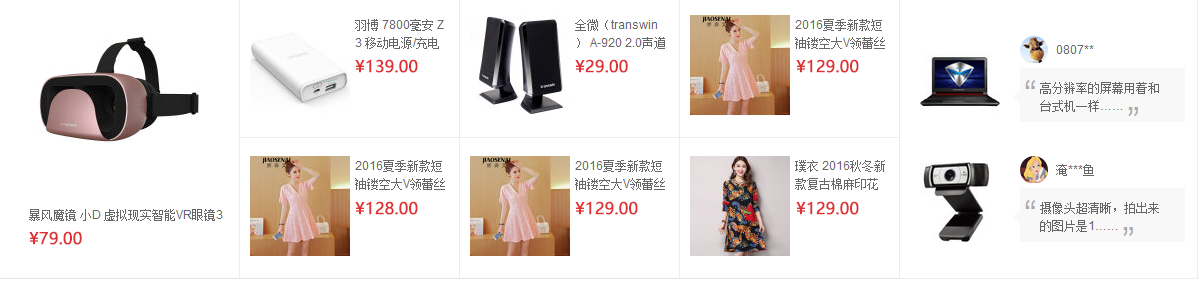 暴风魔镜 小D 虚拟现实智能VR眼镜3
¥79.00
羽博 7800毫安 Z
3 移动电源/充电
¥139.00
全微（transwin
） A-920 2.0声道
¥29.00
JIAOSENAI
2016夏季新款短
袖镂空大V领蕾丝
¥129.00
JIAOSENAI
2016夏季新款短
袖镂空大V领蕾丝
¥128.00
JIAOSENAI
2016夏季新款短
袖镂空大V领蕾丝
¥129.00
璞衣 2016秋冬新
款复古棉麻印花
¥129.00
0807**
“ 高分辨率的屏幕用着和
台式机一样…… ”
淹***鱼
“ 摄像头超清晰，拍出来
的图片是1…… ”